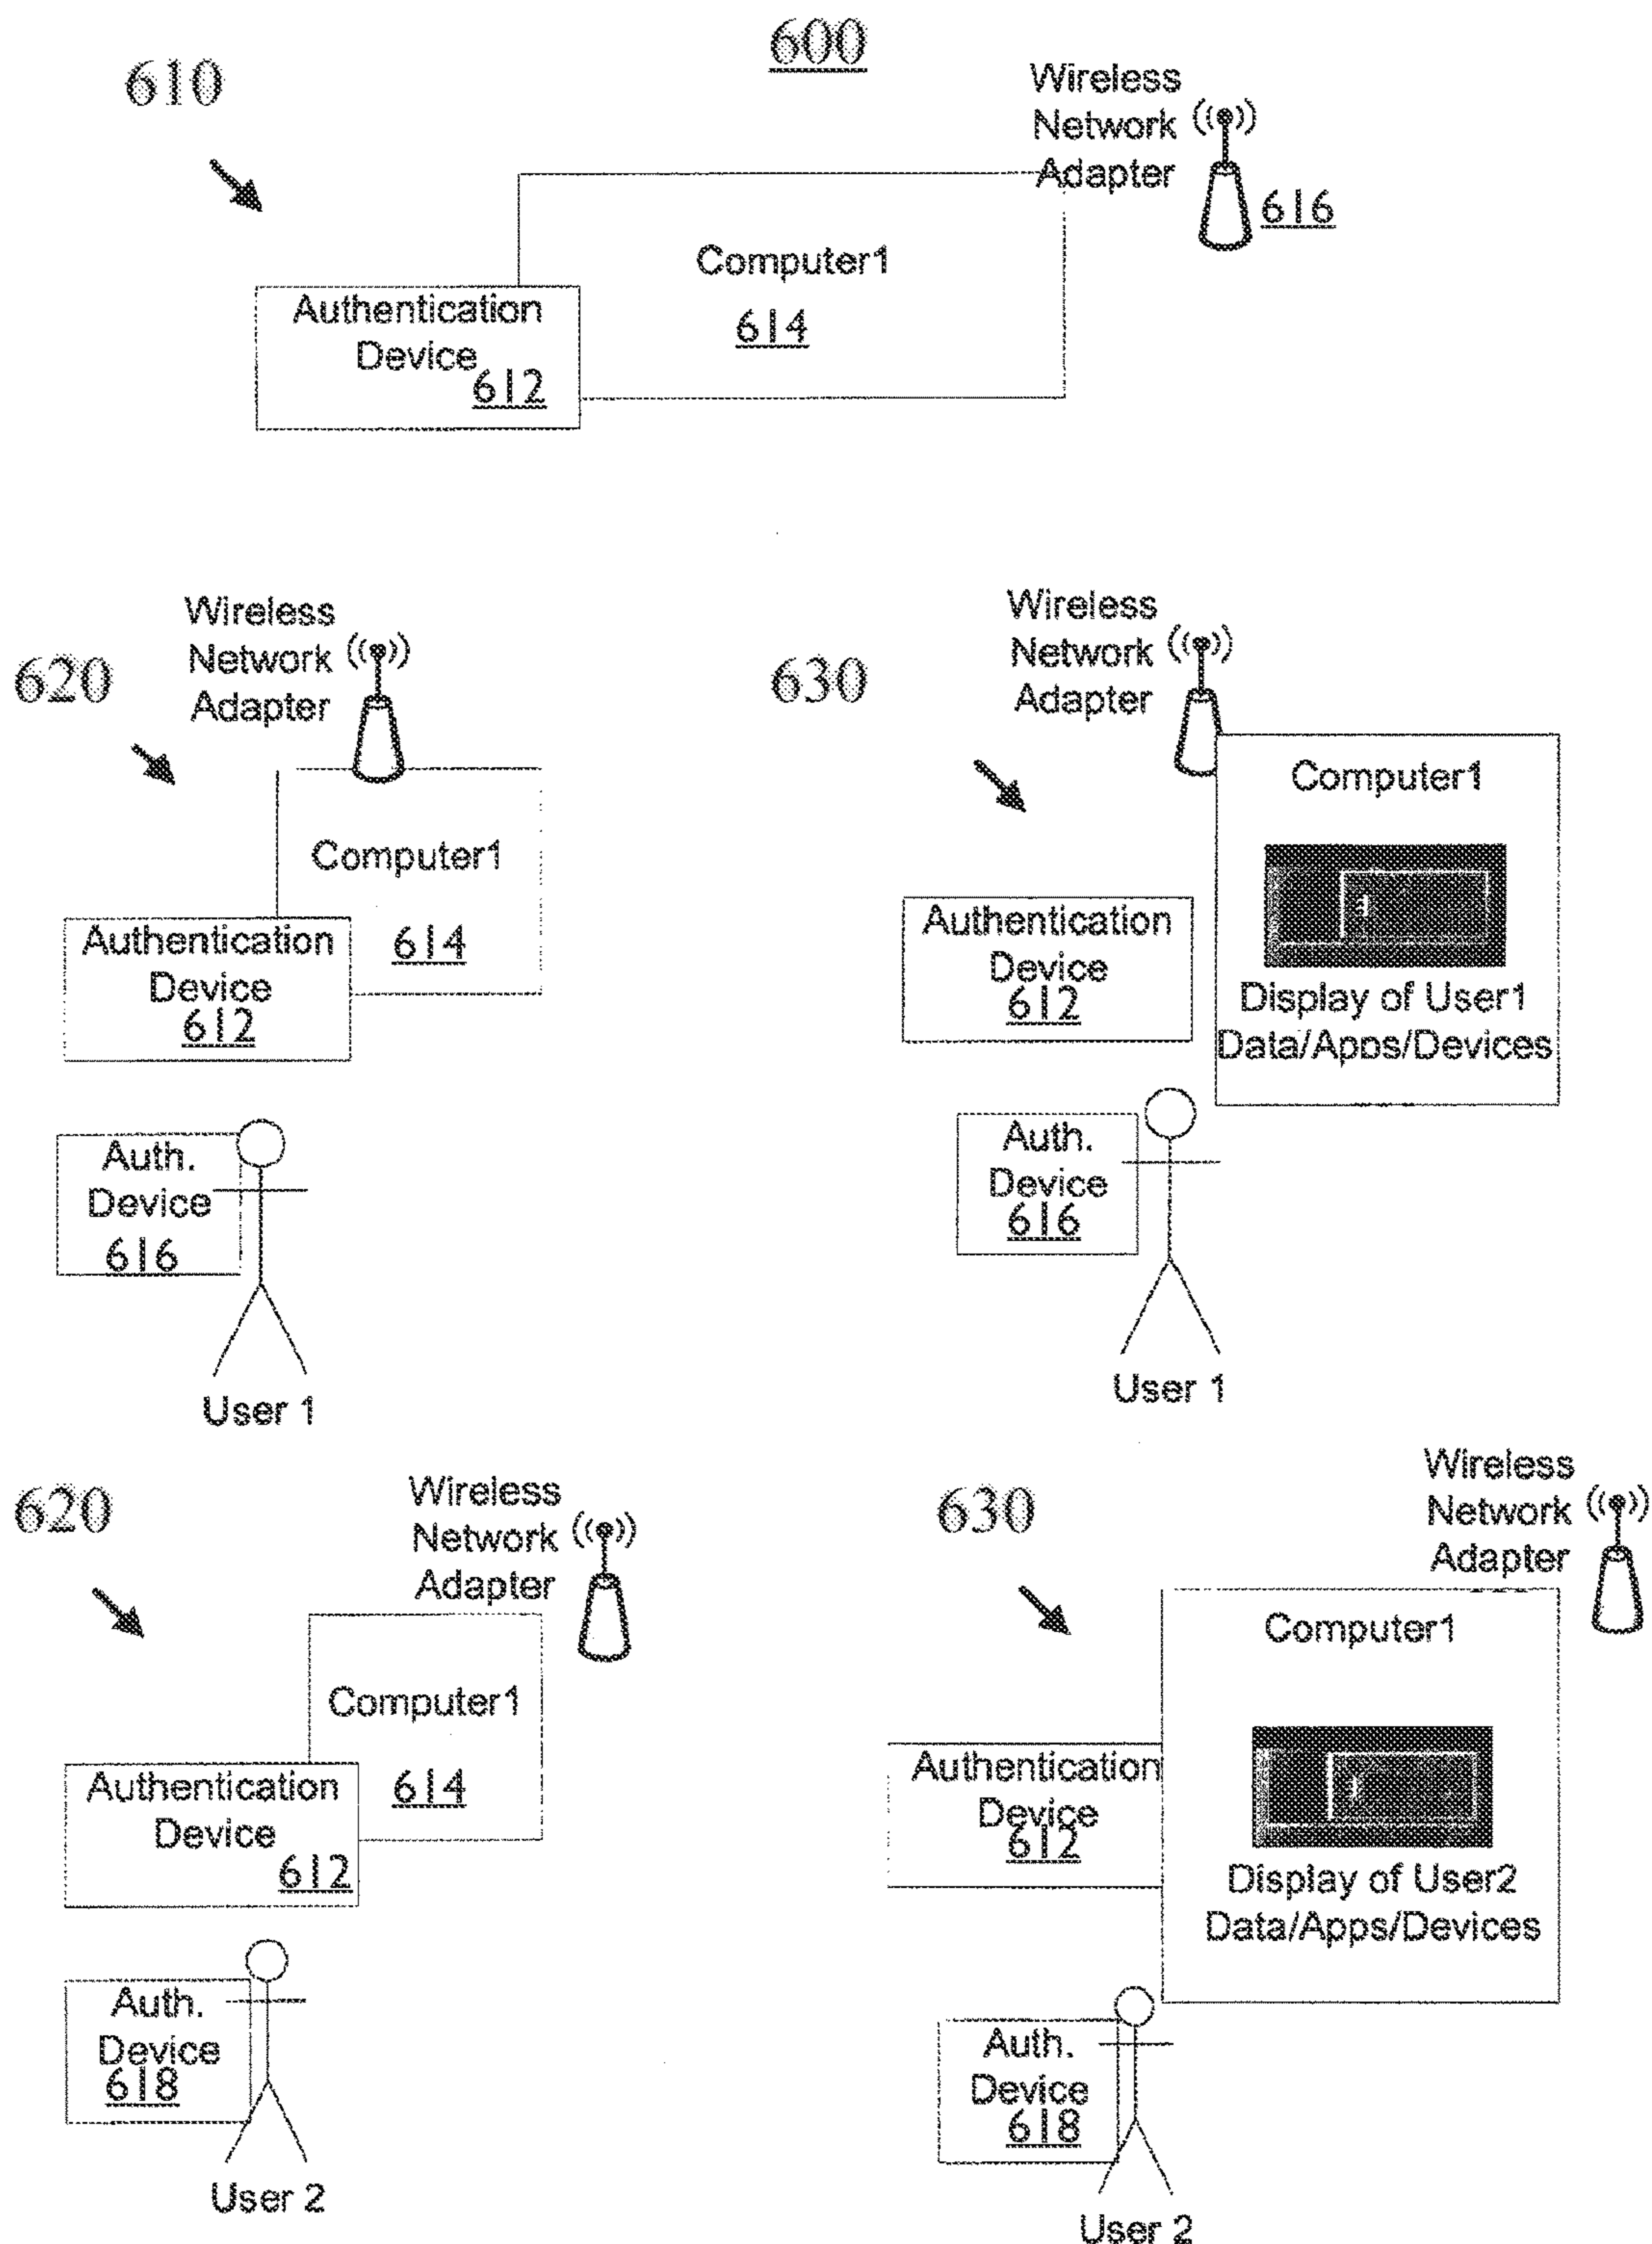 600
610
Wireless
Network
Adapter
616
Computer1
614
Authentication
Device
612
620
Wireless
Network
Adapter
Computer1
614
Authentication
Device
612
Auth.
Device
616
User 1
630
Wireless
Network
Adapter
Computer1
Authentication
Device
612
Display of User1
Data/Apps/Devices
Auth.
Device
616
User 1
620
Wireless
Network
Adapter
Computer1
614
Authentication
Device
612
Auth.
Device
618
User 2
630
Wireless
Network
Adapter
Computer1
Authentication
Device
612
Display of User2
Data/Apps/Devices
Auth.
Device
618
User 2